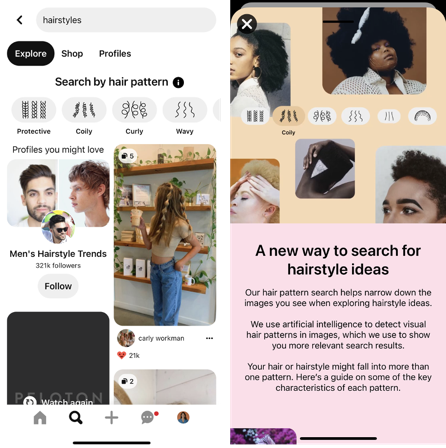 hairstyles
Explore
Shop
Profiles
Search by hair pattern
Protective
Coily
Curly
Wavy
Profiles you might love
Men's Hairstyle Trends
321k followers
Follow
5
carly workman
21k
PELOTON
Watch again
2
Coily
A new way to search for
hairstyle ideas
Our hair pattern search helps narrow down the
images you see when exploring hairstyle ideas.
We use artificial intelligence to detect visual
hair patterns in images, which we use to show
you more relevant search results.
Your hair or hairstyle might fall into more than
one pattern. Here's a guide on some of the key
characteristics of each pattern.